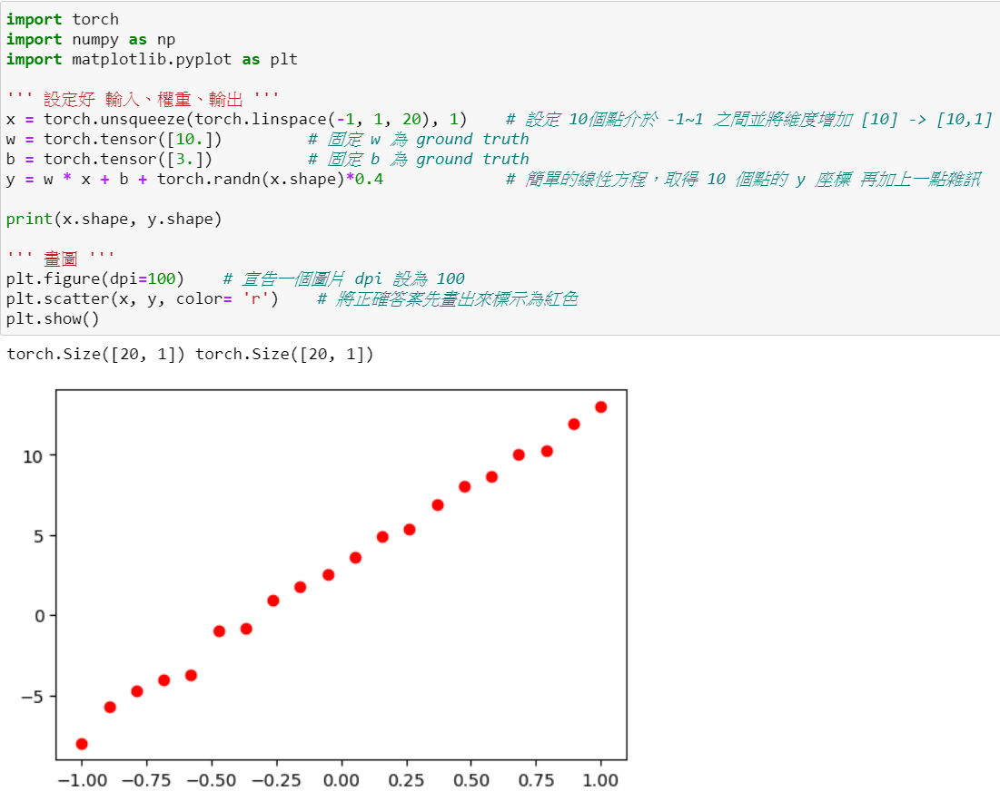 import torch
import numpy as np
import matplotlib.pyplot as plt
''' 設定好 輸入、權重、輸出 '''
x = torch.unsqueeze(torch.linspace(-1, 1, 20), 1)    # 設定 10個點介於 -1~1 之間並將維度增加 [10] -> [10,1]
w = torch.tensor([10.])         # 固定 w 為 ground truth
b = torch.tensor([3.])          # 固定 b 為 ground truth
y = w * x + b + torch.randn(x.shape)*0.4             # 簡單的線性方程，取得 10 個點的 y 座標 再加上一點雜訊
print(x.shape, y.shape)
''' 畫圖 '''
plt.figure(dpi=100)    # 宣告一個圖片 dpi 設為 100
plt.scatter(x, y, color= 'r')    # 將正確答案先畫出來標示為紅色
plt.show()
torch.Size([20, 1]) torch.Size([20, 1])
10
5
0
−5
−1.00 −0.75 −0.50 −0.25 0.00 0.25 0.50 0.75 1.00